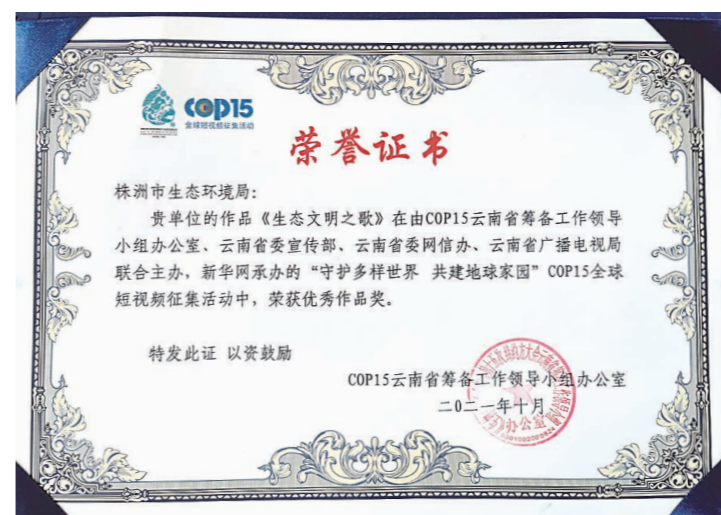 COP15
全球短视频征集活动
荣誉证书
株洲市生态环境局：
贵单位的作品《生态文明之歌》在由COP15云南省筹备工作领导
小组办公室、云南省委宣传部、云南省委网信办、云南省广播电视局
联合主办，新华网承办的“守护多样世界 共建地球家园”COP15全球
短视频征集活动中，荣获优秀作品奖。
特发此证 以资鼓励
COP15云南省筹备工作领导小组办公室
二〇二一年十月
办公室